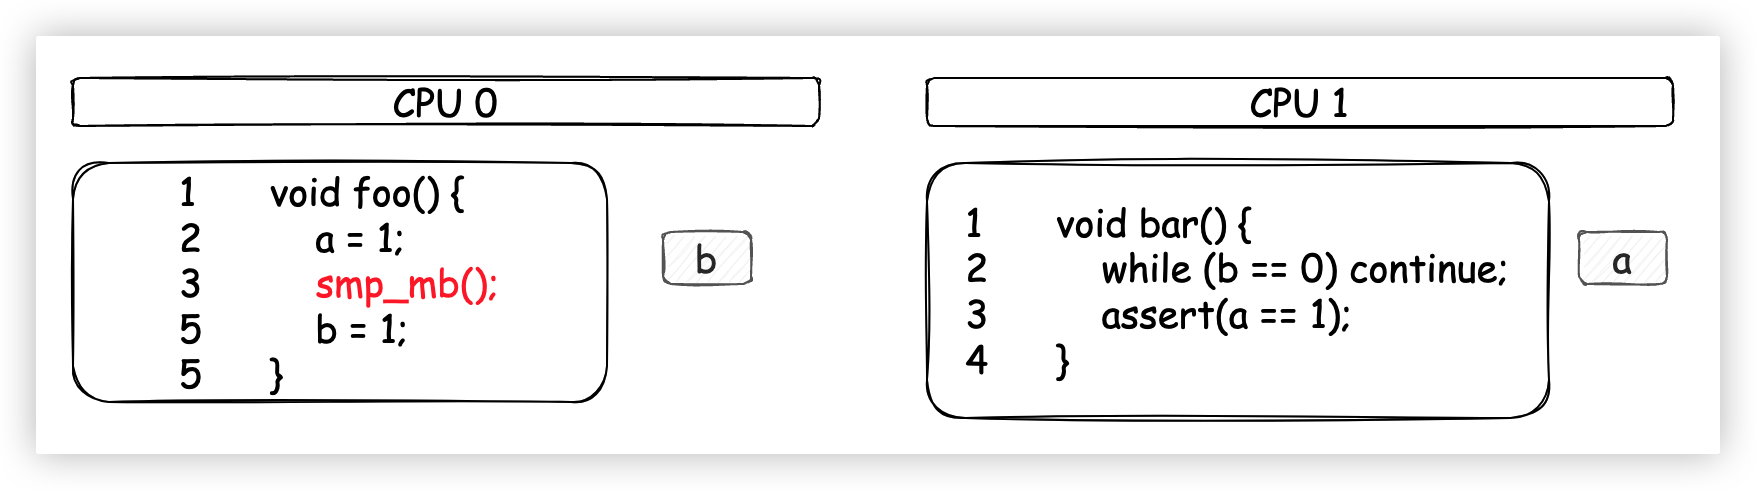 CPU 0
1 void foo() {
2 a = 1;
3 smp_mb();
5 b = 1;
5 }
b
CPU 1
1 void bar() {
2 while (b == 0) continue;
3 assert(a == 1);
4 }
a